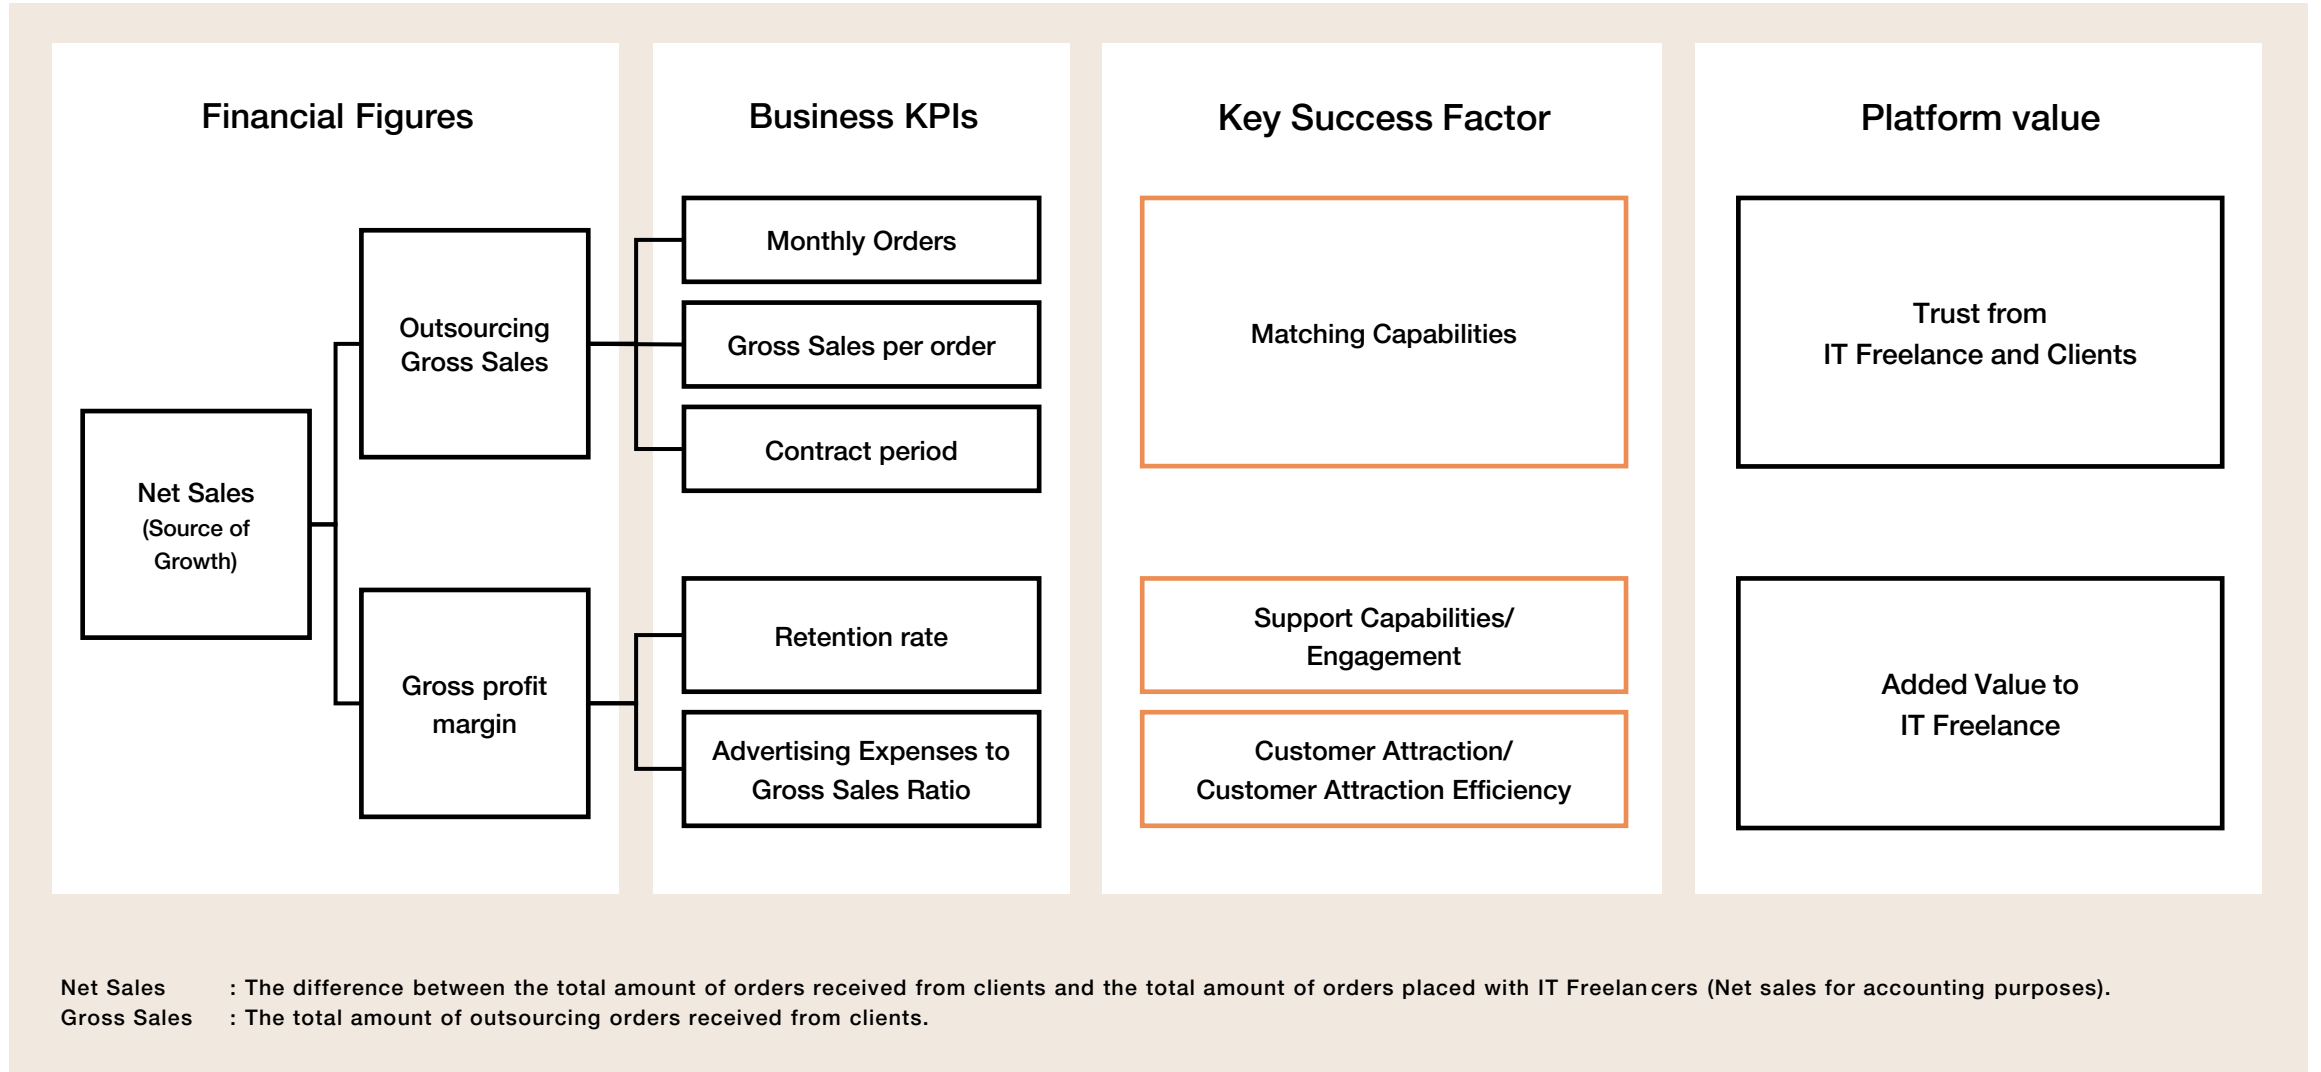 Financial Figures
Business KPIs
Key Success Factor
Platform value
Net Sales
(Source of
Growth)
Outsourcing
Gross Sales
Gross profit
margin
Monthly Orders
Gross Sales per order
Contract period
Retention rate
Advertising Expenses to
Gross Sales Ratio
Matching Capabilities
Support Capabilities/
Engagement
Customer Attraction/
Customer Attraction Efficiency
Trust from
IT Freelance and Clients
Added Value to
IT Freelance
Net Sales : The difference between the total amount of orders received from clients and the total amount of orders placed with IT Freelancers (Net sales for accounting purposes).
Gross Sales : The total amount of outsourcing orders received from clients.